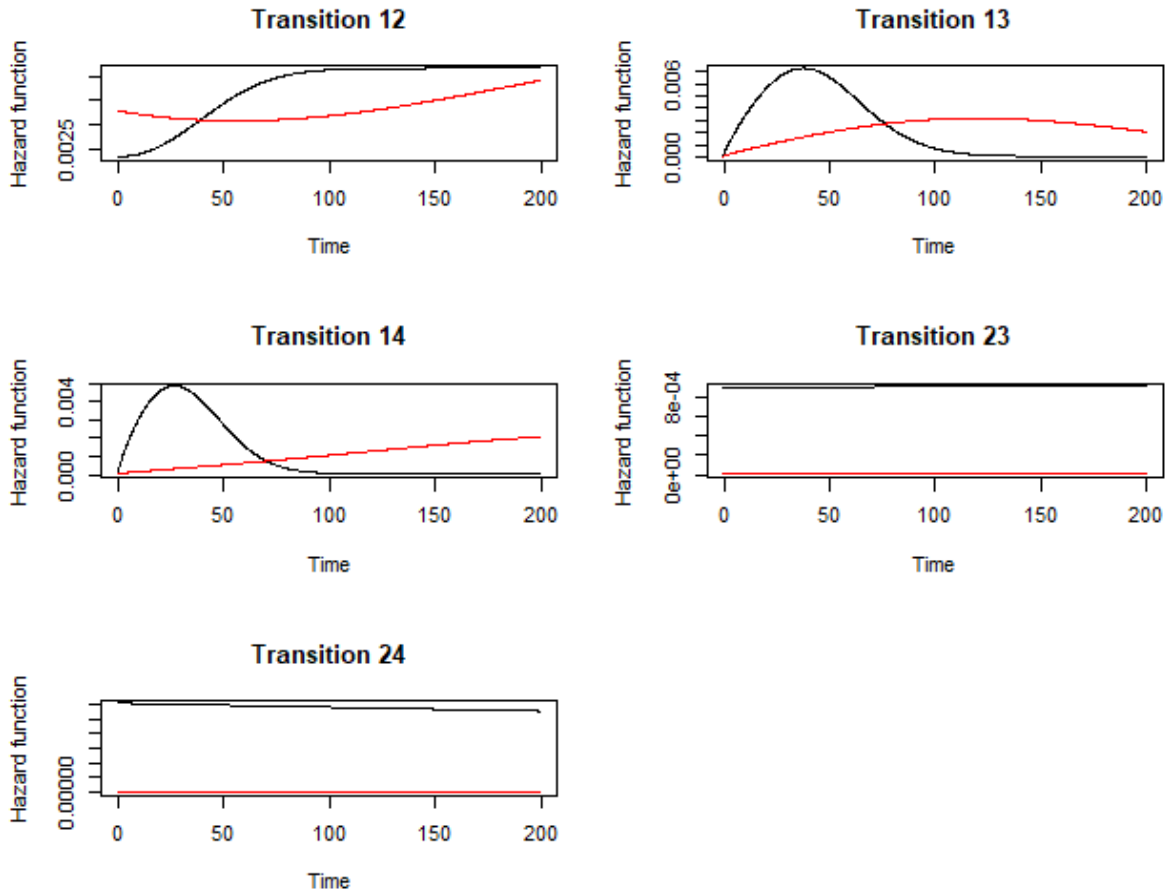 Transition 12
Hazard function
0.0025
0 50 100 150 200
Time
Transition 13
Hazard function
0.000 0.006
0 50 100 150 200
Time
Transition 14
Hazard function
0.000 0.004
0 50 100 150 200
Time
Transition 23
Hazard function
0e+00 8e-04
0 50 100 150 200
Time
Transition 24
Hazard function
0.00000
0 50 100 150 200
Time